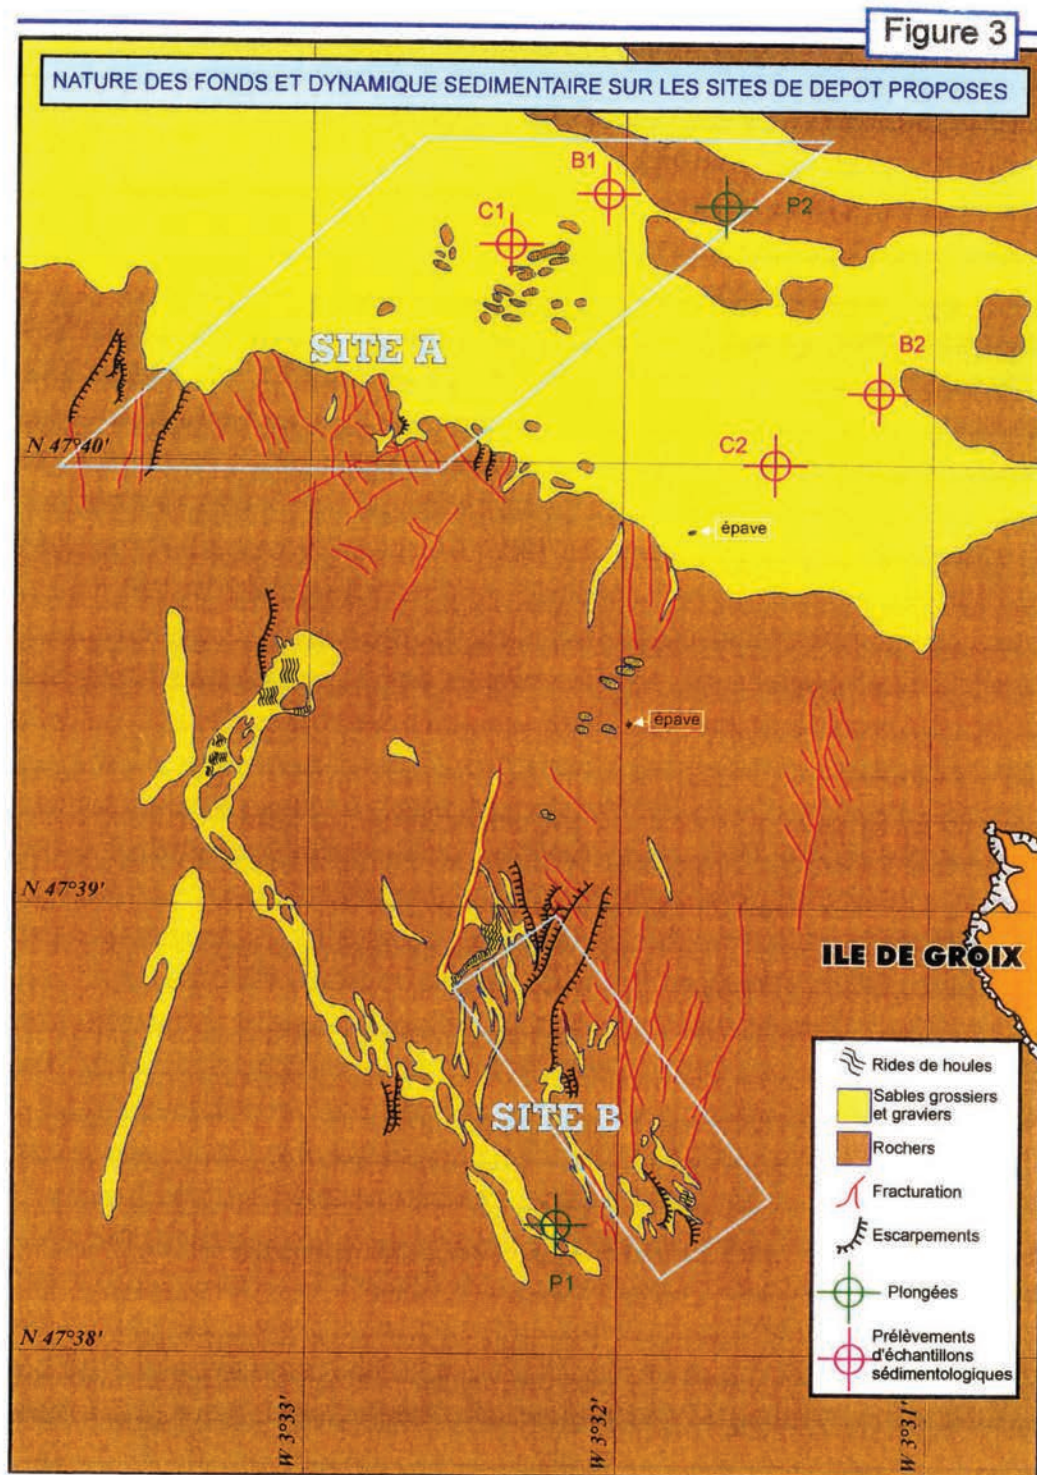 Figure 3
NATURE DES FONDS ET DYNAMIQUE SEDIMENTAIRE SUR LES SITES DE DEPOT PROPOSES
B1
P2
C1
SITE A
B2
N 47°40'
C2
épave
épave
N 47°39'
ILE DE GROIX
SITE B
P1
N 47°38'
W 3°33'
W 3°32'
W 3°31'
Rides de houles
Sables grossiers
et graviers
Rochers
Fracturation
Escarpements
Plongées
Prélèvements
d'échantillons
sédimentologiques